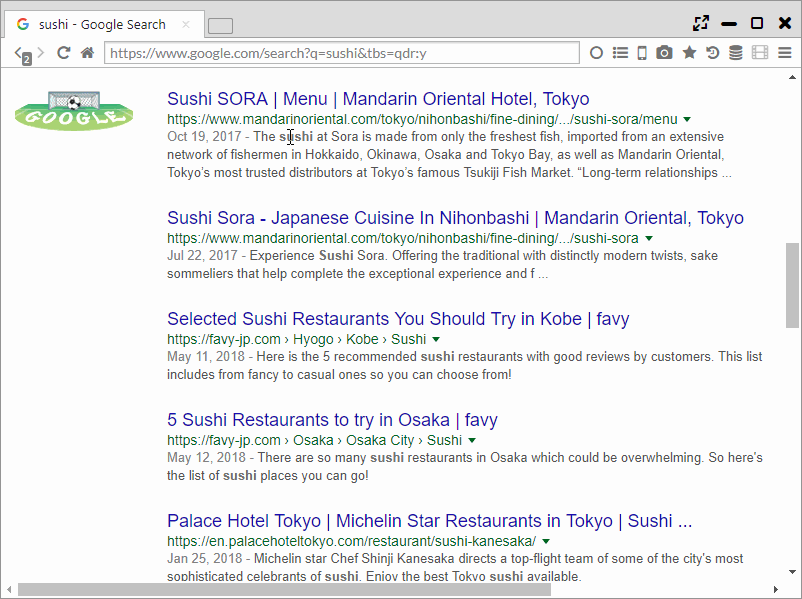 sushi - Google Search
2
https://www.google.com/search?q=sushi&tbs=qdr:y
GOOGLE
Sushi SORA | Menu | Mandarin Oriental Hotel, Tokyo
https://www.mandarinoriental.com/tokyo/nihonbashi/fine-dining/.../sushi-sora/menu
Oct 19, 2017 - The sushi at Sora is made from only the freshest fish, imported from an extensive
network of fishermen in Hokkaido, Okinawa, Osaka and Tokyo Bay, as well as Mandarin Oriental,
Tokyo's most trusted distributors at Tokyo's famous Tsukiji Fish Market. “Long-term relationships ...
Sushi Sora - Japanese Cuisine In Nihonbashi | Mandarin Oriental, Tokyo
https://www.mandarinoriental.com/tokyo/nihonbashi/fine-dining/.../sushi-sora
Jul 22, 2017 - Experience Sushi Sora. Offering the traditional with distinctly modern twists, sake
sommeliers that help complete the exceptional experience and f ...
Selected Sushi Restaurants You Should Try in Kobe | favy
https://favy-jp.com › Hyogo › Kobe › Sushi
May 11, 2018 - Here is the 5 recommended sushi restaurants with good reviews by customers. This list
includes from fancy to casual ones so you can choose from!
5 Sushi Restaurants to try in Osaka | favy
https://favy-jp.com › Osaka › Osaka City › Sushi
May 12, 2018 - There are so many sushi restaurants in Osaka which could be overwhelming. So here's
the list of sushi places you can go!
Palace Hotel Tokyo | Michelin Star Restaurants in Tokyo | Sushi ...
https://en.palacehoteltokyo.com/restaurant/sushi-kanesaka/
Jan 25, 2018 - Michelin star Chef Shinji Kanesaka directs a top-flight team of some of the city's most
sophisticated celebrants of sushi. Enjoy the best Tokyo sushi available.